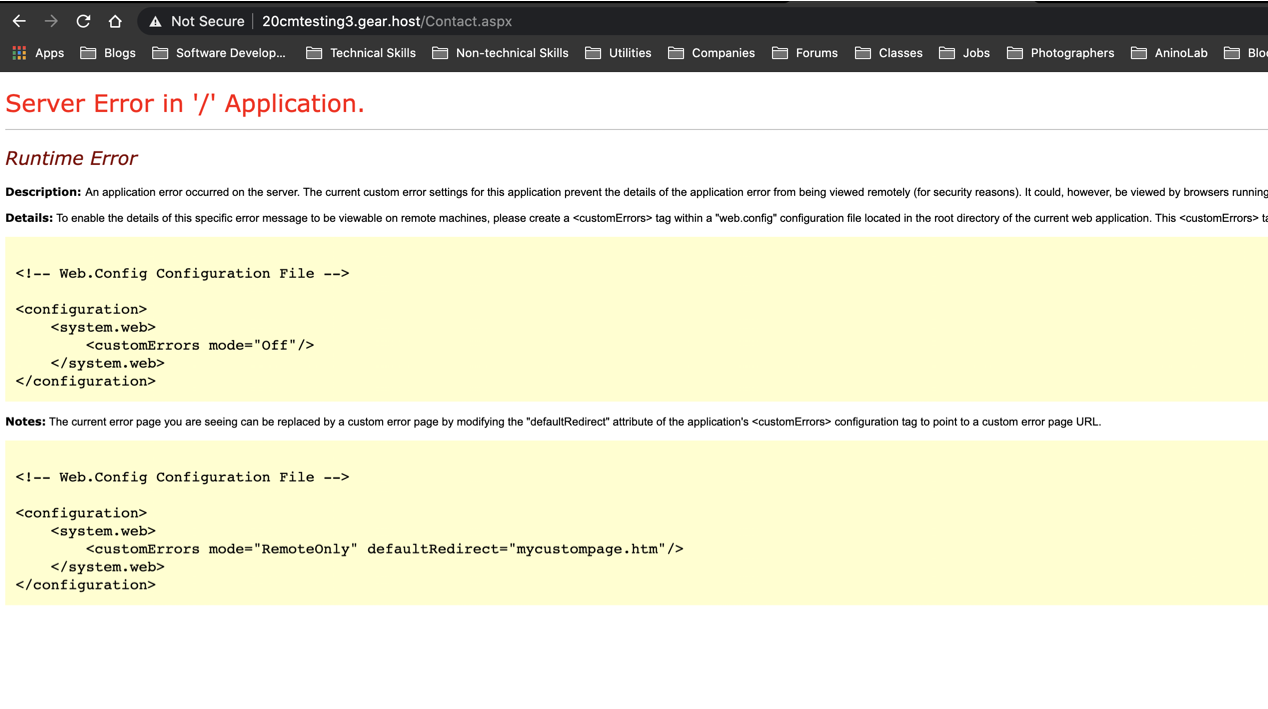 Not Secure 20cmtesting3.gear.host/Contact.aspx
Apps Blogs Software Develop... Technical Skills Non-technical Skills Utilities Companies Forums Classes Jobs Photographers AninoLab Blo
Server Error in '/' Application.
Runtime Error
Description: An application error occurred on the server. The current custom error settings for this application prevent the details of the application error from being viewed remotely (for security reasons). It could, however, be viewed by browsers running
Details: To enable the details of this specific error message to be viewable on remote machines, please create a <customErrors> tag within a "web.config" configuration file located in the root directory of the current web application. This <customErrors> ta
<!-- Web.Config Configuration File -->
<configuration>
    <system.web>
        <customErrors mode="Off"/>
    </system.web>
</configuration>
Notes: The current error page you are seeing can be replaced by a custom error page by modifying the "defaultRedirect" attribute of the application's <customErrors> configuration tag to point to a custom error page URL.
<!-- Web.Config Configuration File -->
<configuration>
    <system.web>
        <customErrors mode="RemoteOnly" defaultRedirect="mycustompage.htm"/>
    </system.web>
</configuration>